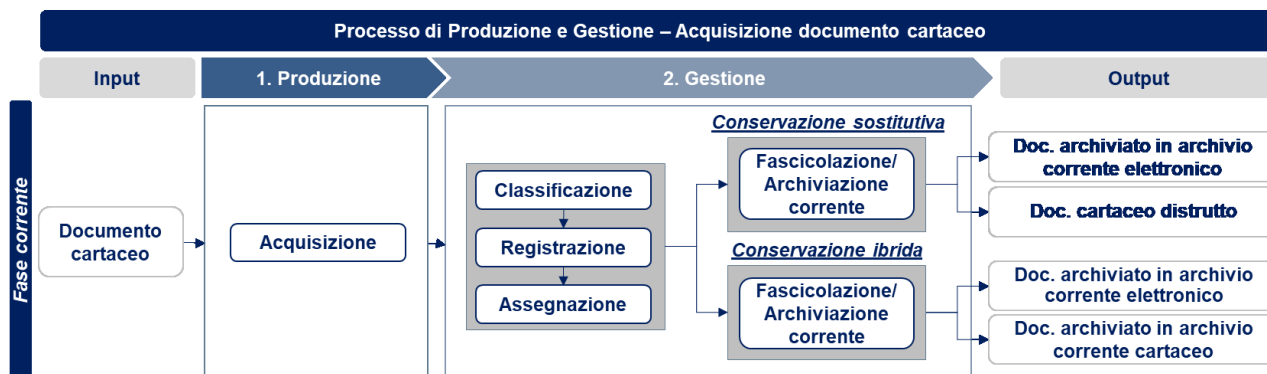 Processo di Produzione e Gestione – Acquisizione documento cartaceo
Input
1. Produzione
2. Gestione
Output
Fase corrente
Documento
cartaceo
Acquisizione
Classificazione
Registrazione
Assegnazione
Conservazione sostitutiva
Fascicolazione/
Archiviazione
corrente
Conservazione ibrida
Fascicolazione/
Archiviazione
corrente
Doc. archiviato in archivio
corrente elettronico
Doc. cartaceo distrutto
Doc. archiviato in archivio
corrente elettronico
Doc. archiviato in archivio
corrente cartaceo